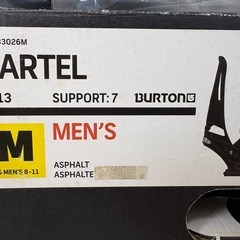 33026M
ARTEL
13 SUPPORT: 7 BURTON
M MEN'S
MEN'S 8-11
ASPHALT
ASPHALTE